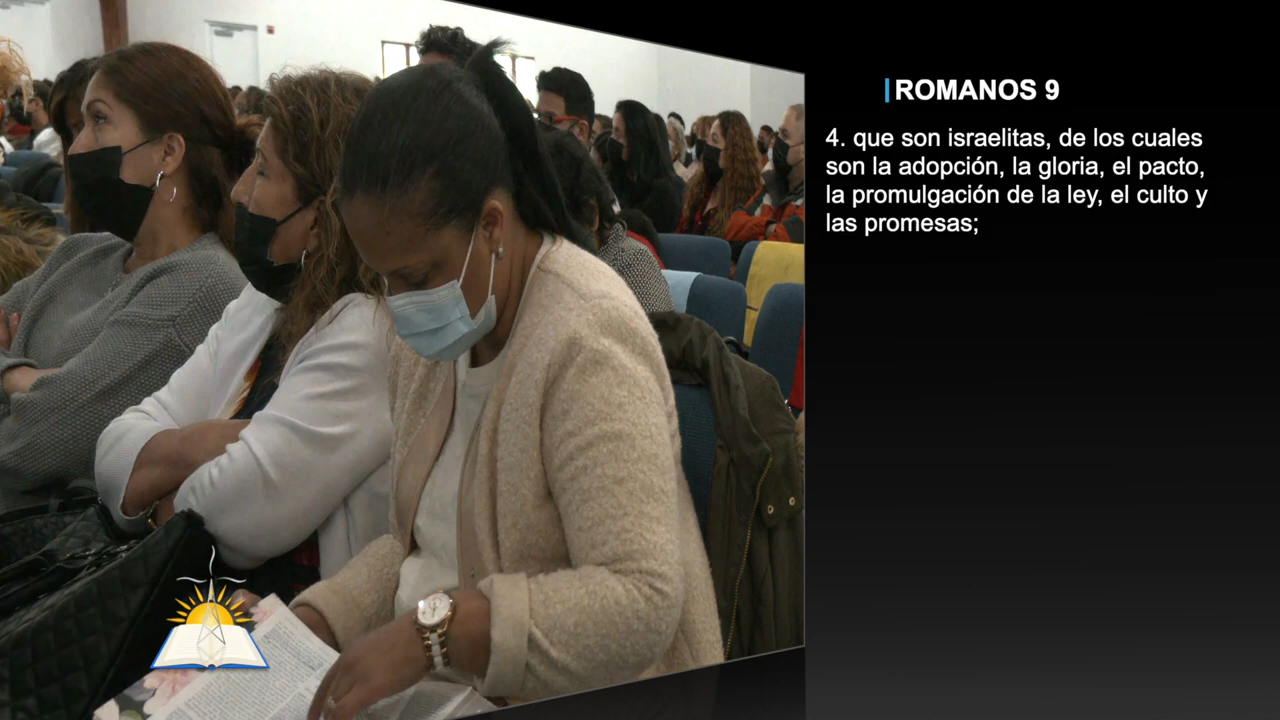 ROMANOS 9
4. que son israelitas, de los cuales
son la adopción, la gloria, el pacto,
la promulgación de la ley, el culto y
las promesas;